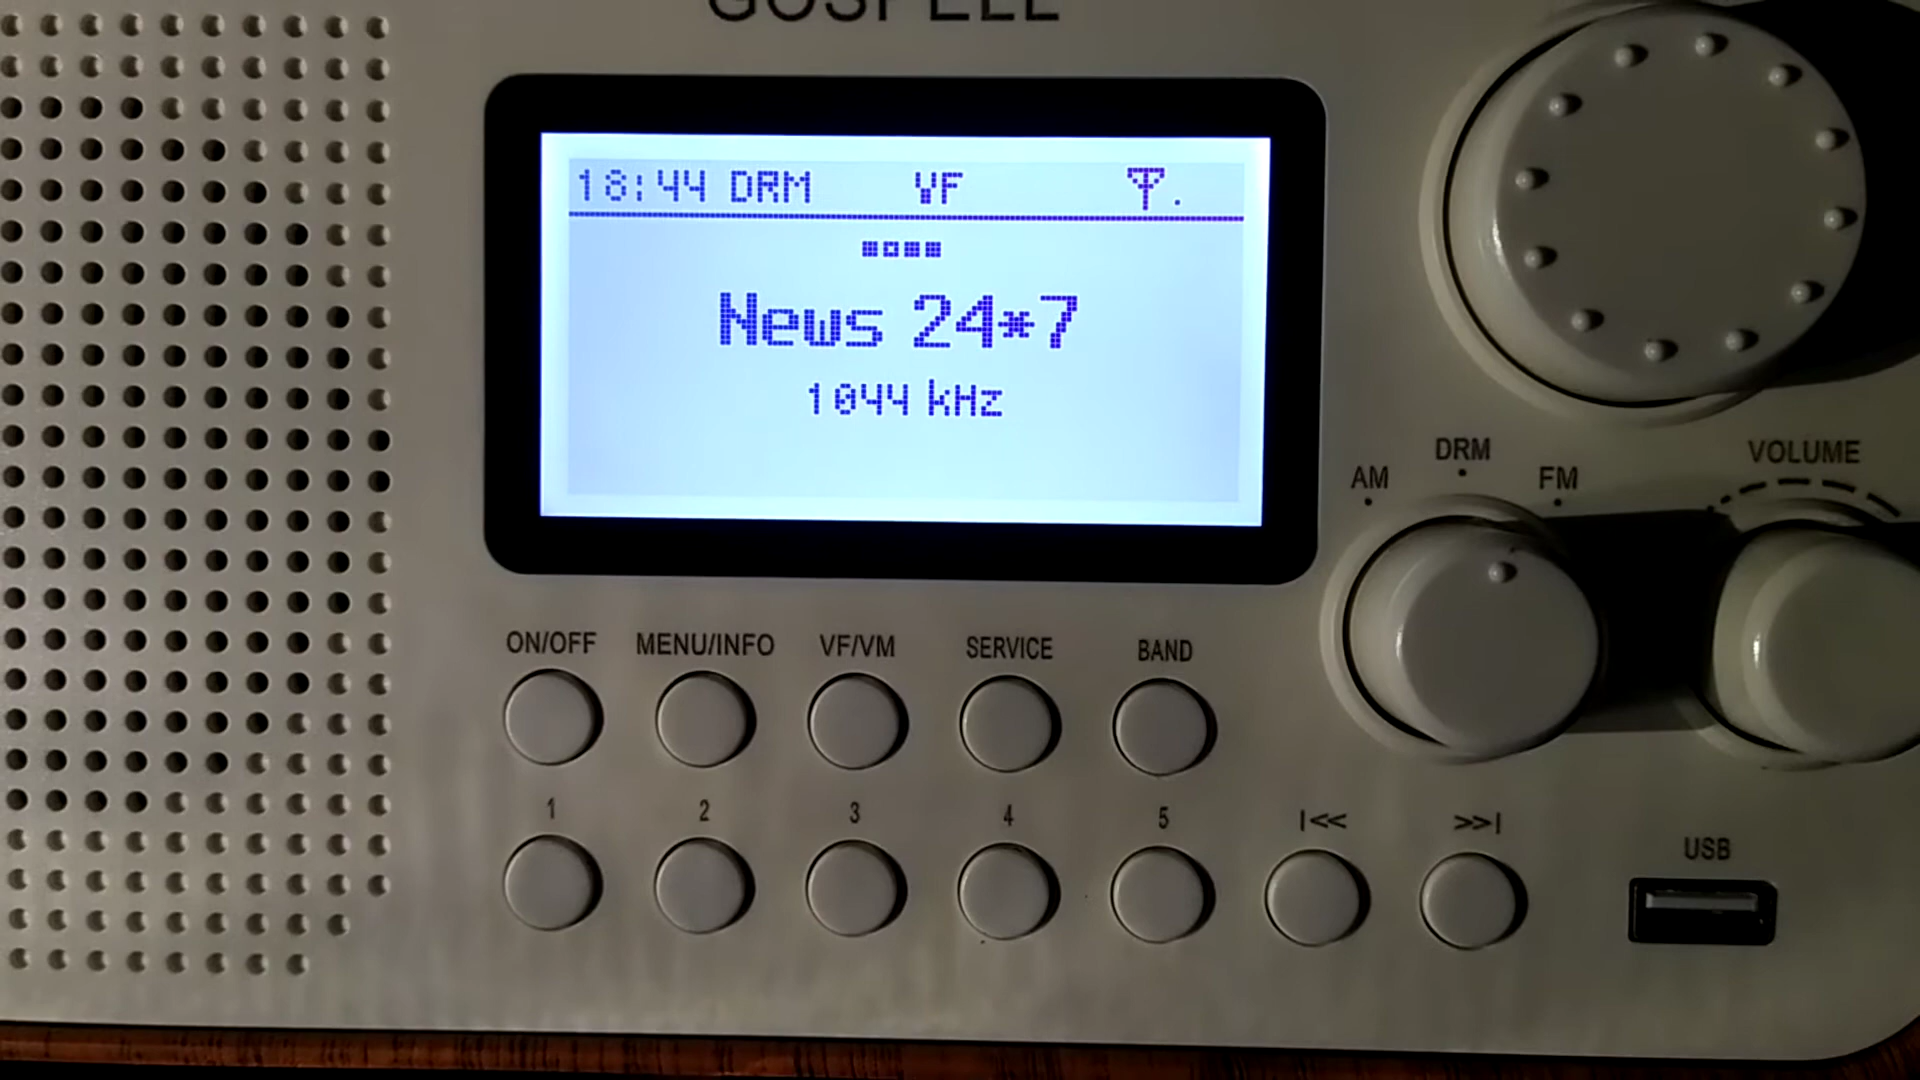 GOSPELL
18:44 DRM VF
News 24*7
1044 kHz
AM DRM FM VOLUME
ON/OFF MENU/INFO VF/VM SERVICE BAND
1 2 3 4 5 I<< >>I
USB